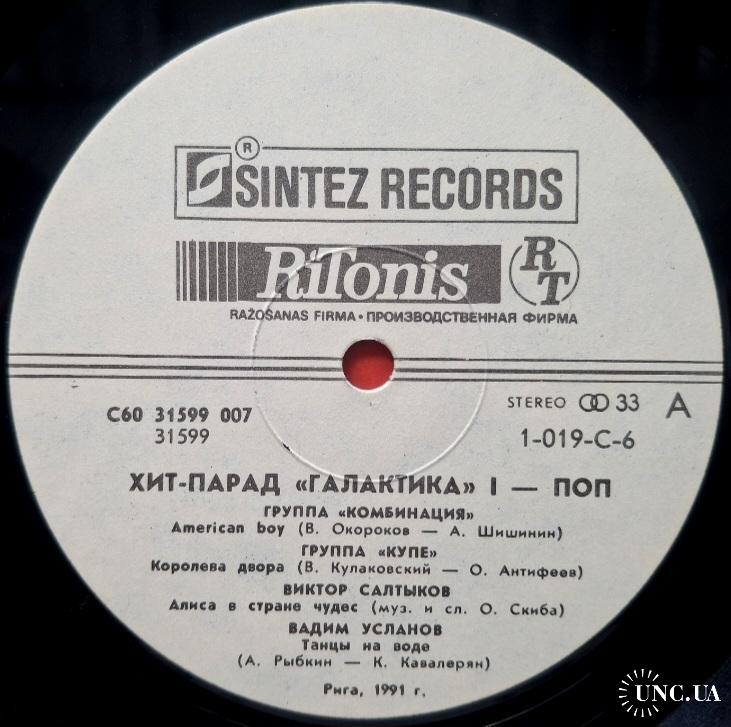 ®
SINTEZ RECORDS
RiTonis RT
RAŽOŠANAS FIRMA • ПРОИЗВОДСТВЕННАЯ ФИРМА
STEREO 33 A
С60 31599 007
31599
1-019-С-6
ХИТ-ПАРАД «ГАЛАКТИКА» I — ПОП
ГРУППА «КОМБИНАЦИЯ»
American boy (В. Окороков — А. Шишинин)
ГРУППА «КУПЕ»
Королева двора (В. Кулаковский — О. Антифеев)
ВИКТОР САЛТЫКОВ
Алиса в стране чудес (муз. и сл. О. Скиба)
ВАДИМ УСЛАНОВ
Танцы на воде
(А. Рыбкин — К. Кавалерян)
Рига, 1991 г.
UNC.UA